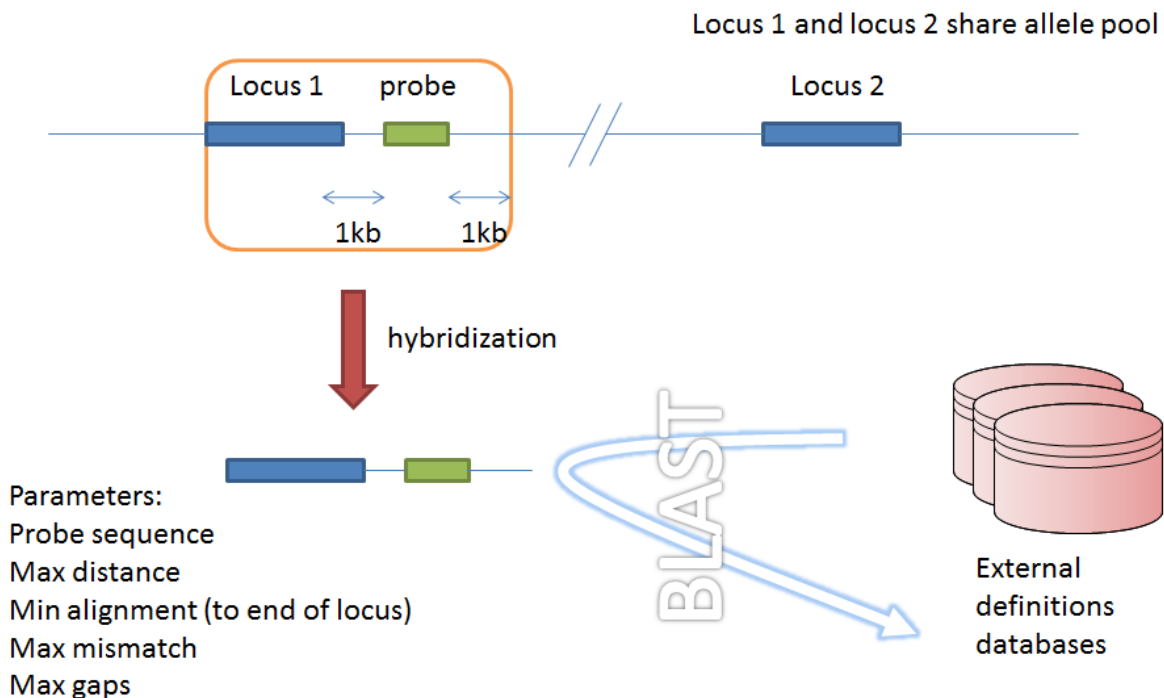 Locus 1 and locus 2 share allele pool
Locus 1
probe
Locus 2
1kb
1kb
hybridization
BLAST
Parameters:
Probe sequence
Max distance
Min alignment (to end of locus)
Max mismatch
Max gaps
External
definitions
databases